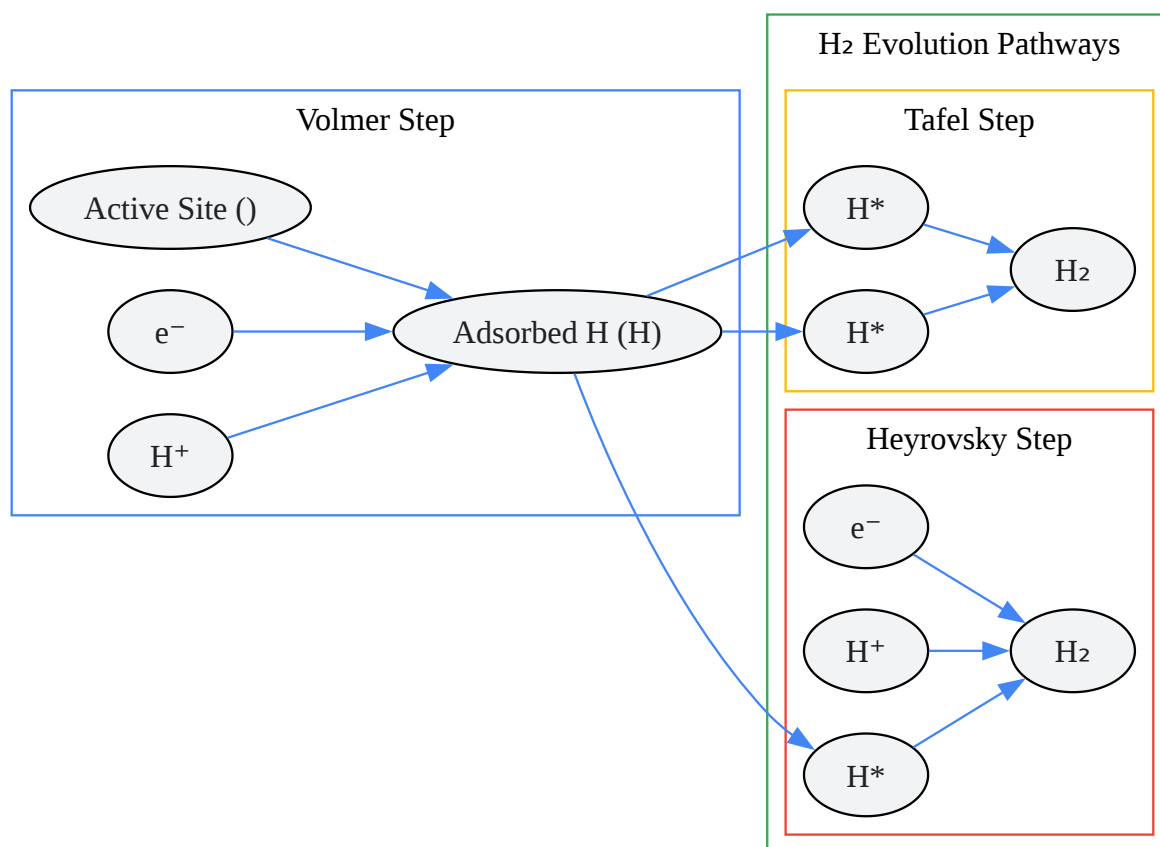 H₂ Evolution Pathways
Volmer Step
Active Site ()
e⁻
H⁺
Adsorbed H (H)
Tafel Step
H*
H*
H₂
Heyrovsky Step
e⁻
H⁺
H*
H₂